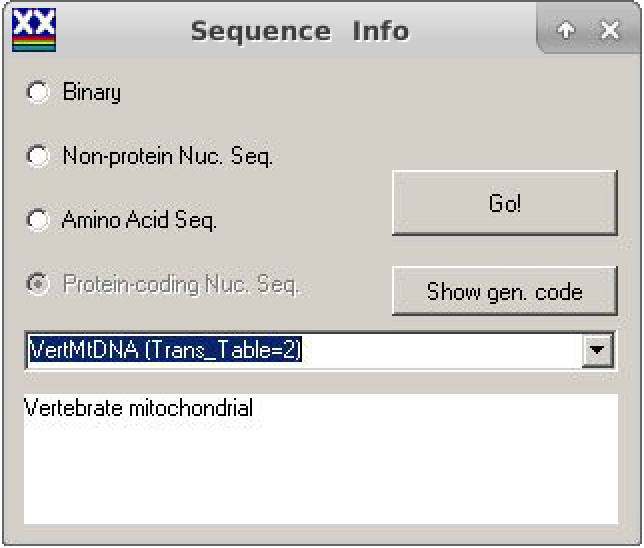 XX
Sequence Info
Binary
Non-protein Nuc. Seq.
Go!
Amino Acid Seq.
Protein-coding Nuc. Seq.
Show gen. code
VertMtDNA (Trans_Table=2)
Vertebrate mitochondrial